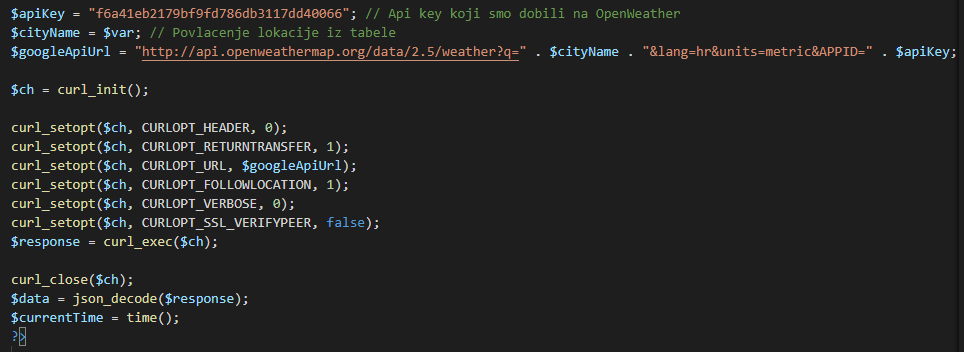 $apiKey = "f6a41eb2179bf9fd786db3117dd40066"; // Api key koji smo dobili na OpenWeather
$cityName = $var; // Povlacenje lokacije iz tabele
$googleApiUrl = "http://api.openweathermap.org/data/2.5/weather?q=" . $cityName . "&lang=hr&units=metric&APPID=" . $apiKey;
$ch = curl_init();
curl_setopt($ch, CURLOPT_HEADER, 0);
curl_setopt($ch, CURLOPT_RETURNTRANSFER, 1);
curl_setopt($ch, CURLOPT_URL, $googleApiUrl);
curl_setopt($ch, CURLOPT_FOLLOWLOCATION, 1);
curl_setopt($ch, CURLOPT_VERBOSE, 0);
curl_setopt($ch, CURLOPT_SSL_VERIFYPEER, false);
$response = curl_exec($ch);
curl_close($ch);
$data = json_decode($response);
$currentTime = time();
?>